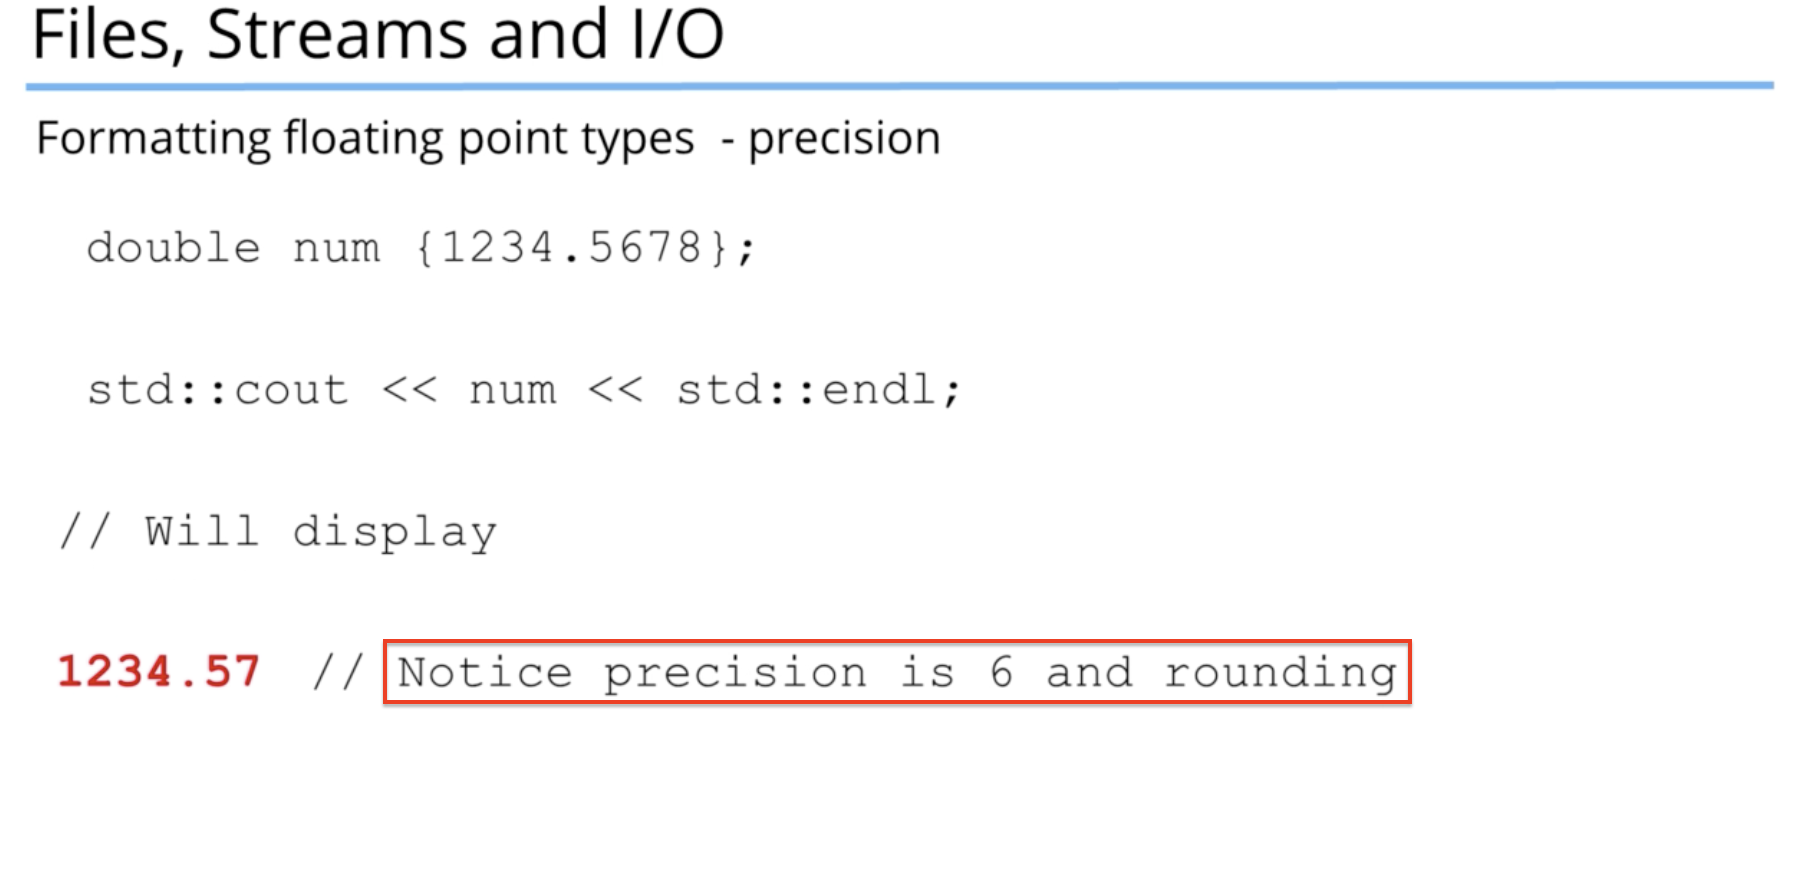 Files, Streams and I/O
Formatting floating point types - precision
double num {1234.5678};
std::cout << num << std::endl;
// Will display
1234.57 // Notice precision is 6 and rounding